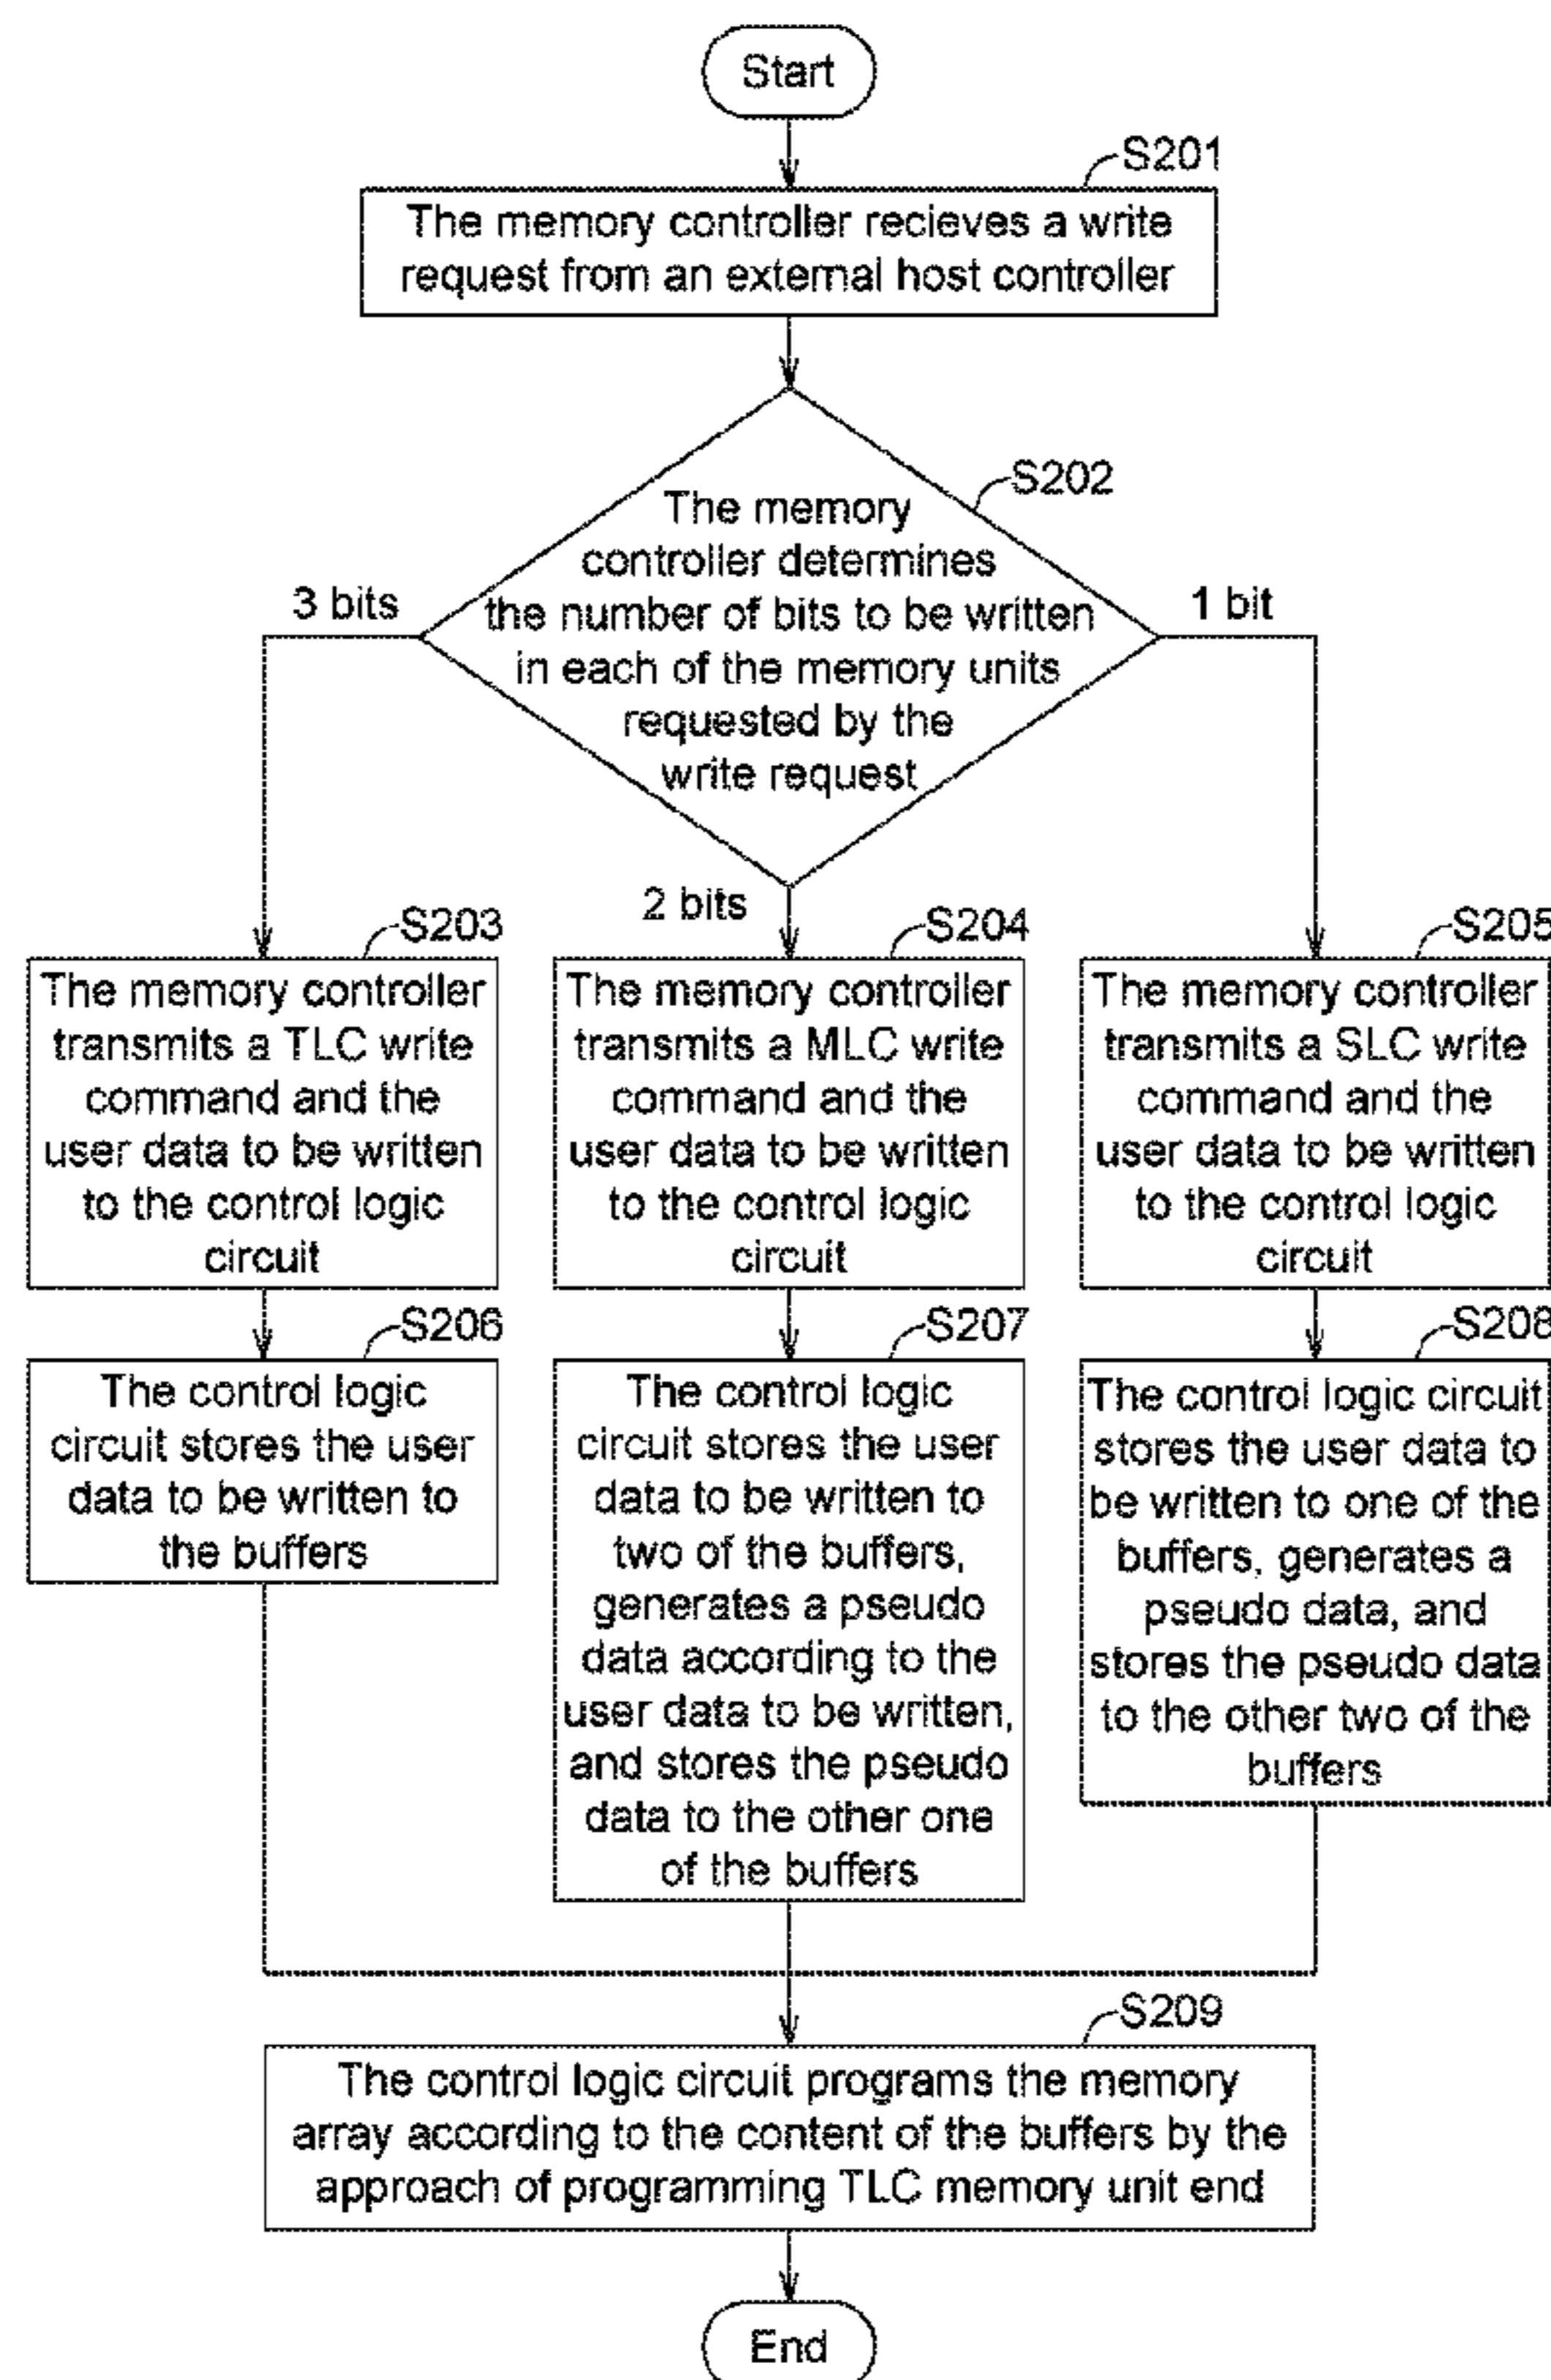 Start
S201
The memory controller recieves a write
request from an external host controller
S202
The memory
controller determines
the number of bits to be written
in each of the memory units
requested by the
write request
3 bits
1 bit
2 bits
S203
The memory controller
transmits a TLC write
command and the
user data to be written
to the control logic
circuit
S204
The memory controller
transmits a MLC write
command and the
user data to be written
to the control logic
circuit
S205
The memory controller
transmits a SLC write
command and the
user data to be written
to the control logic
circuit
S206
The control logic
circuit stores the user
data to be written to
the buffers
S207
The control logic
circuit stores the user
data to be written to
two of the buffers,
generates a pseudo
data according to the
user data to be written,
and stores the pseudo
data to the other one
of the buffers
S208
The control logic circuit
stores the user data to
be written to one of the
buffers, generates a
pseudo data, and
stores the pseudo data
to the other two of the
buffers
S209
The control logic circuit programs the memory
array according to the content of the buffers by the
approach of programming TLC memory unit end
End